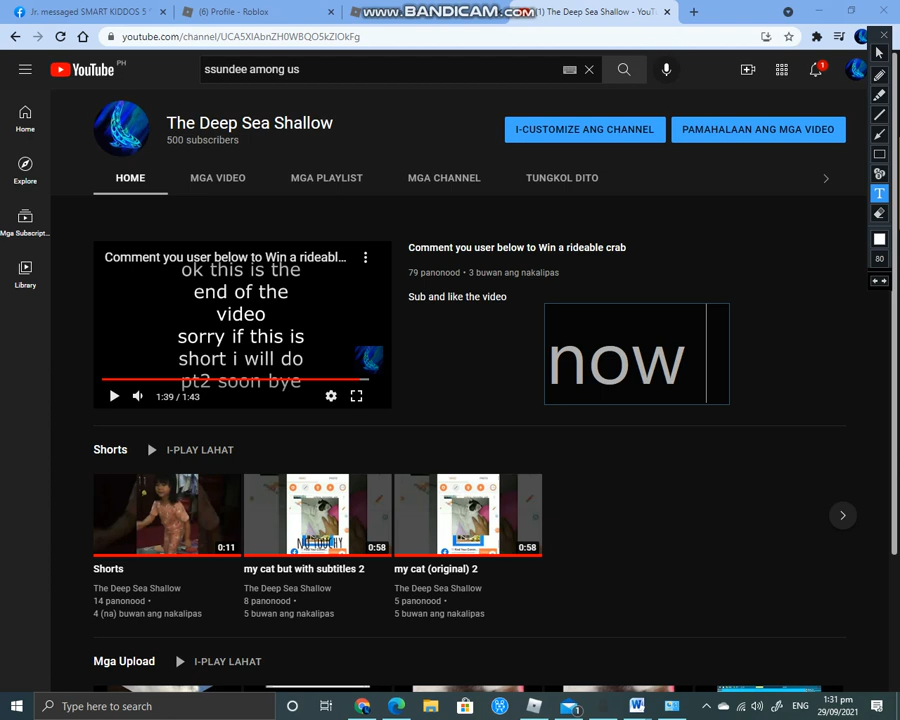 Jr. messaged SMART KIDDOS 5
(6) Profile - Roblox
www.BANDICAM.com
(1) The Deep Sea Shallow - YouT
youtube.com/channel/UCA5XIAbnZH0WBQO5kZIOkFg
YouTube PH
ssundee among us
1
Home
Explore
Mga Subscript...
Library
The Deep Sea Shallow
500 subscribers
I-CUSTOMIZE ANG CHANNEL
PAMAHALAAN ANG MGA VIDEO
HOME
MGA VIDEO
MGA PLAYLIST
MGA CHANNEL
TUNGKOL DITO
T
80
Comment you user below to Win a rideabl...
ok this is the
end of the
video
sorry if this is
short i will do
pt2 soon bye
1:39 / 1:43
Comment you user below to Win a rideable crab
79 panonood • 3 buwan ang nakalipas
Sub and like the video
now
Shorts
I-PLAY LAHAT
0:11
NO TOUCHY
0:58
0:58
Shorts
The Deep Sea Shallow
14 panonood •
4 (na) buwan ang nakalipas
my cat but with subtitles 2
The Deep Sea Shallow
8 panonood •
5 buwan ang nakalipas
my cat (original) 2
The Deep Sea Shallow
5 panonood •
5 buwan ang nakalipas
Mga Upload
I-PLAY LAHAT
Type here to search
1
ENG
1:31 pm
29/09/2021